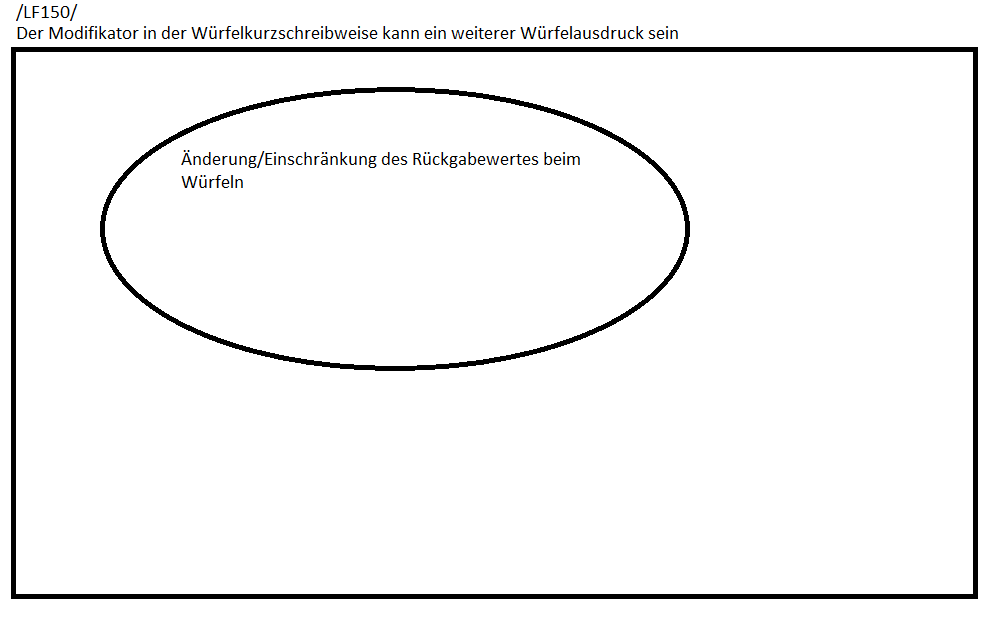 /LF150/
Der Modifikator in der Würfelkurzschreibweise kann ein weiterer Würfelausdruck sein
Änderung/Einschränkung des Rückgabewertes beim
Würfeln